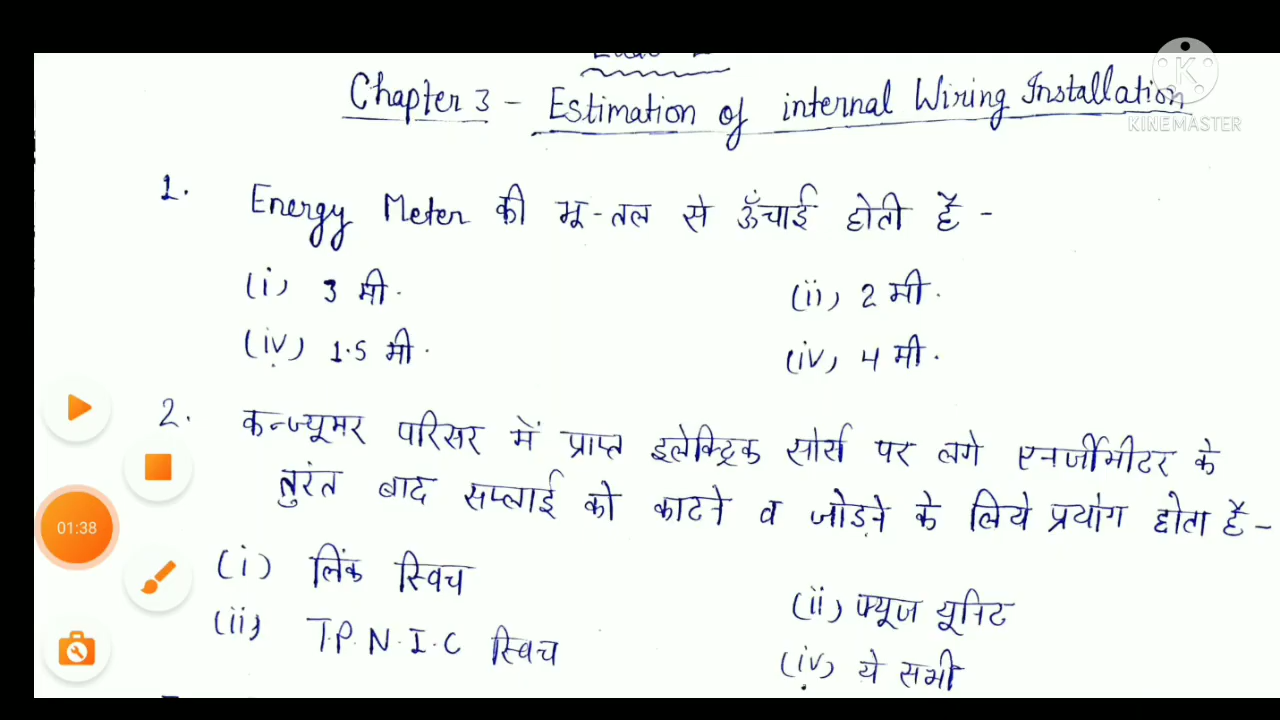 Chapter 3 - Estimation of internal Wiring Installation
KINEMASTER
1. Energy Meter की भू-तल से ऊँचाई होती है -
(i) 3 मी. (ii) 2 मी.
(iv) 1.5 मी. (iv) 4 मी.
2. कन्ज्यूमर परिसर में प्राप्त इलेक्ट्रिक सोर्स पर लगे एनर्जीमीटर के
तुरंत बाद सप्लाई को काटने व जोड़ने के लिये प्रयोग होता है -
(i) लिंक स्विच (ii) फ्यूज यूनिट
(iii) T.P.N.I.C स्विच (iv) ये सभी
01:38